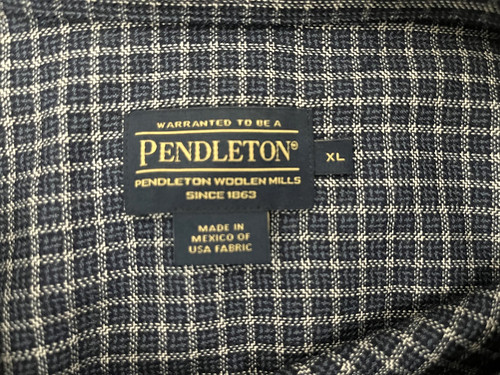 WARRANTED TO BE A
PENDLETON®
XL
PENDLETON WOOLEN MILLS
SINCE 1863
MADE IN
MEXICO OF
USA FABRIC